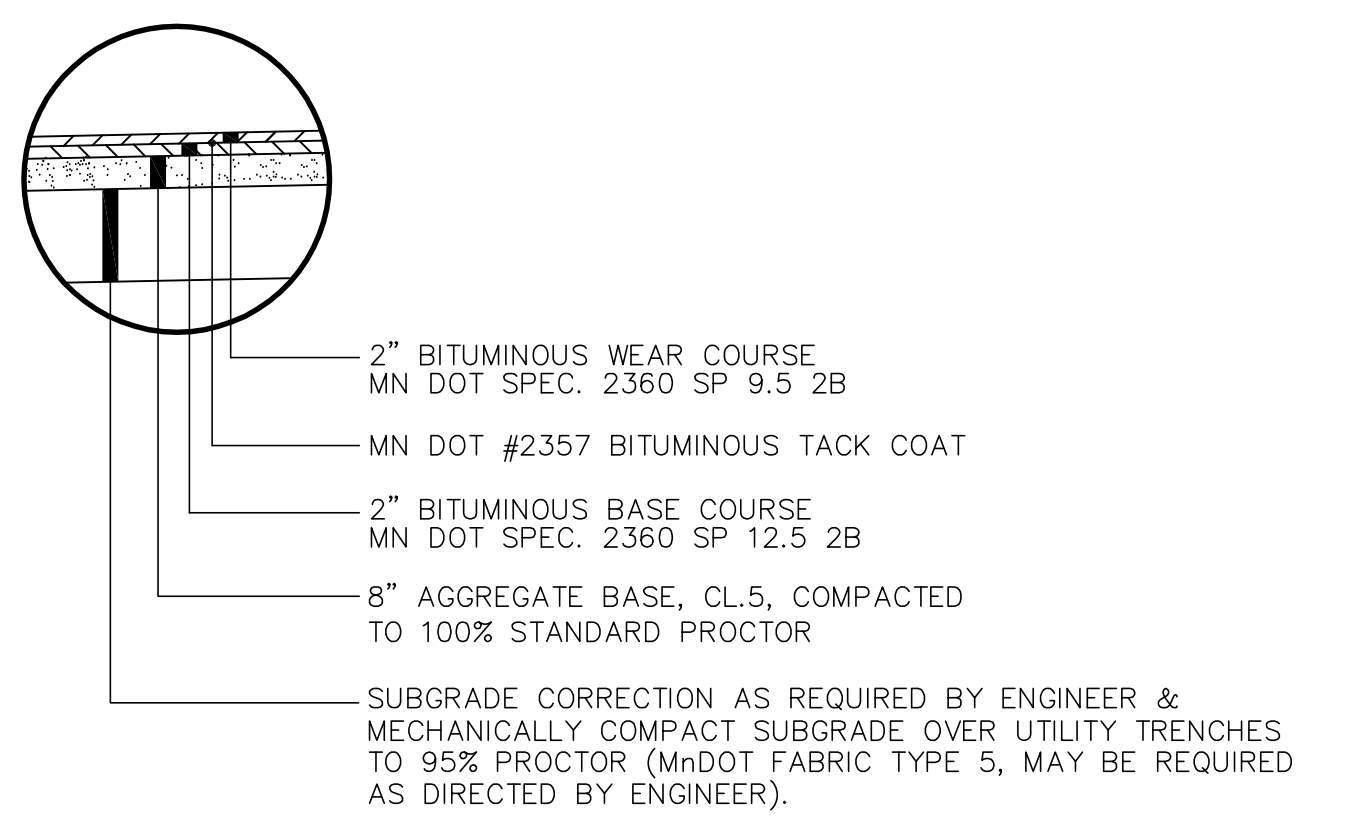 2” BITUMINOUS WEAR COURSE
MN DOT SPEC. 2360 SP 9.5 2B
MN DOT #2357 BITUMINOUS TACK COAT
2” BITUMINOUS BASE COURSE
MN DOT SPEC. 2360 SP 12.5 2B
8” AGGREGATE BASE, CL.5, COMPACTED
TO 100% STANDARD PROCTOR
SUBGRADE CORRECTION AS REQUIRED BY ENGINEER &
MECHANICALLY COMPACT SUBGRADE OVER UTILITY TRENCHES
TO 95% PROCTOR (MnDOT FABRIC TYPE 5, MAY BE REQUIRED
AS DIRECTED BY ENGINEER).